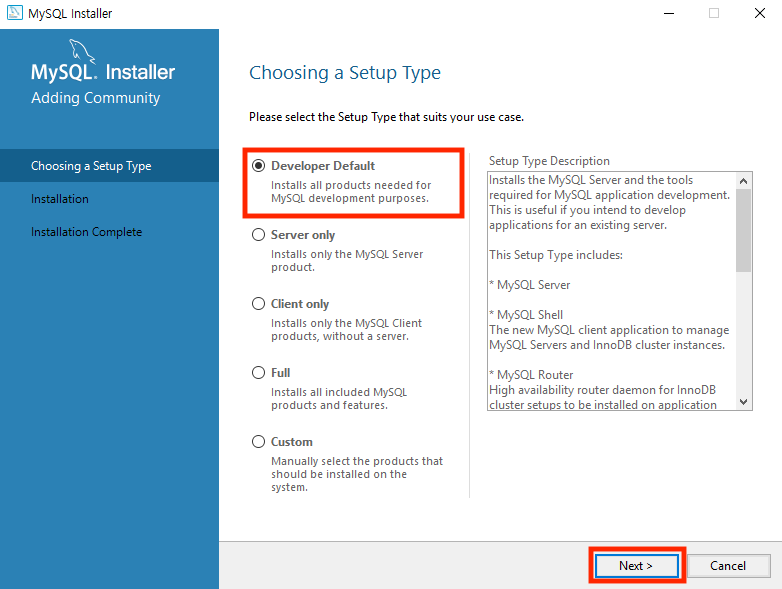 MySQL Installer
MySQL. Installer
Adding Community
Choosing a Setup Type
Installation
Installation Complete
Choosing a Setup Type
Please select the Setup Type that suits your use case.
Developer Default
Installs all products needed for
MySQL development purposes.
Server only
Installs only the MySQL Server
product.
Client only
Installs only the MySQL Client
products, without a server.
Full
Installs all included MySQL
products and features.
Custom
Manually select the products that
should be installed on the
system.
Setup Type Description
Installs the MySQL Server and the tools
required for MySQL application development.
This is useful if you intend to develop
applications for an existing server.
This Setup Type includes:
* MySQL Server
* MySQL Shell
The new MySQL client application to manage
MySQL Servers and InnoDB cluster instances.
* MySQL Router
High availability router daemon for InnoDB
cluster setups to be installed on application
Next >
Cancel